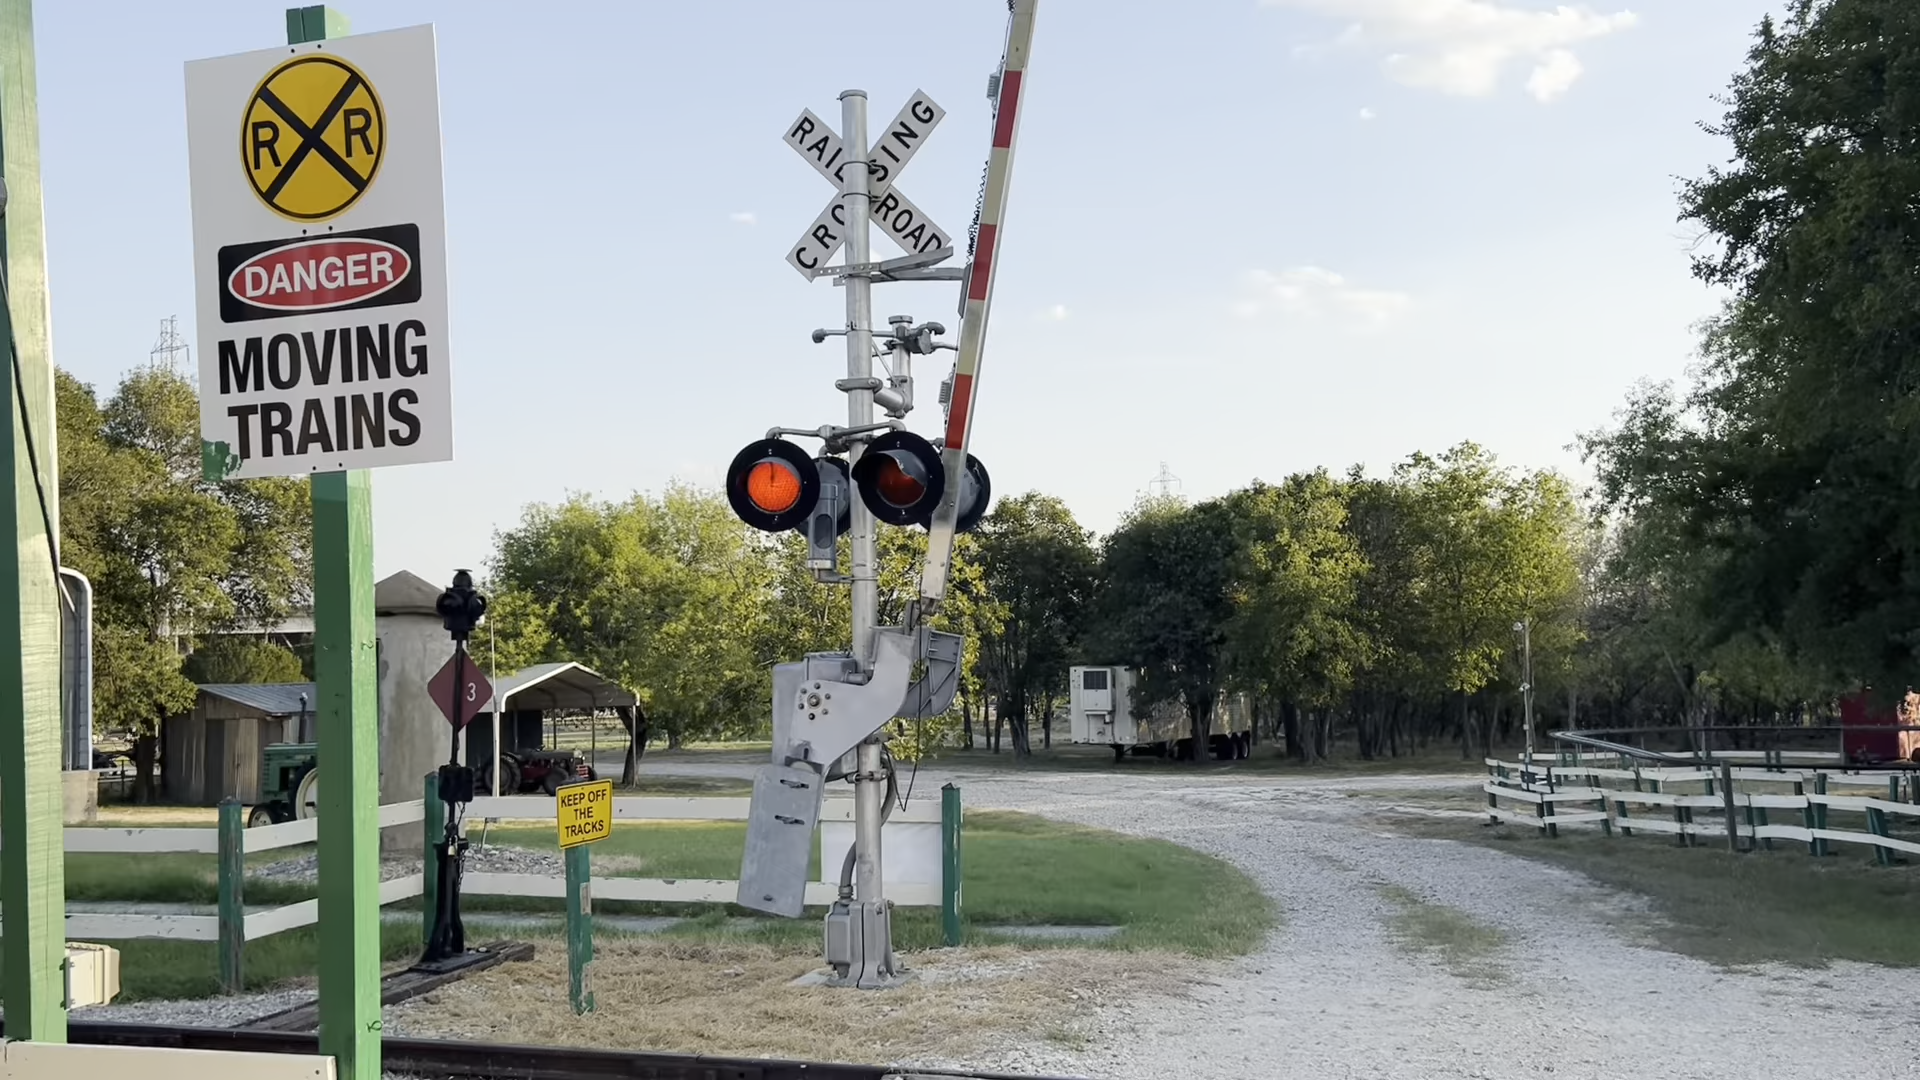 R R
DANGER
MOVING
TRAINS
RAILROAD
CROSSING
3
KEEP OFF
THE
TRACKS